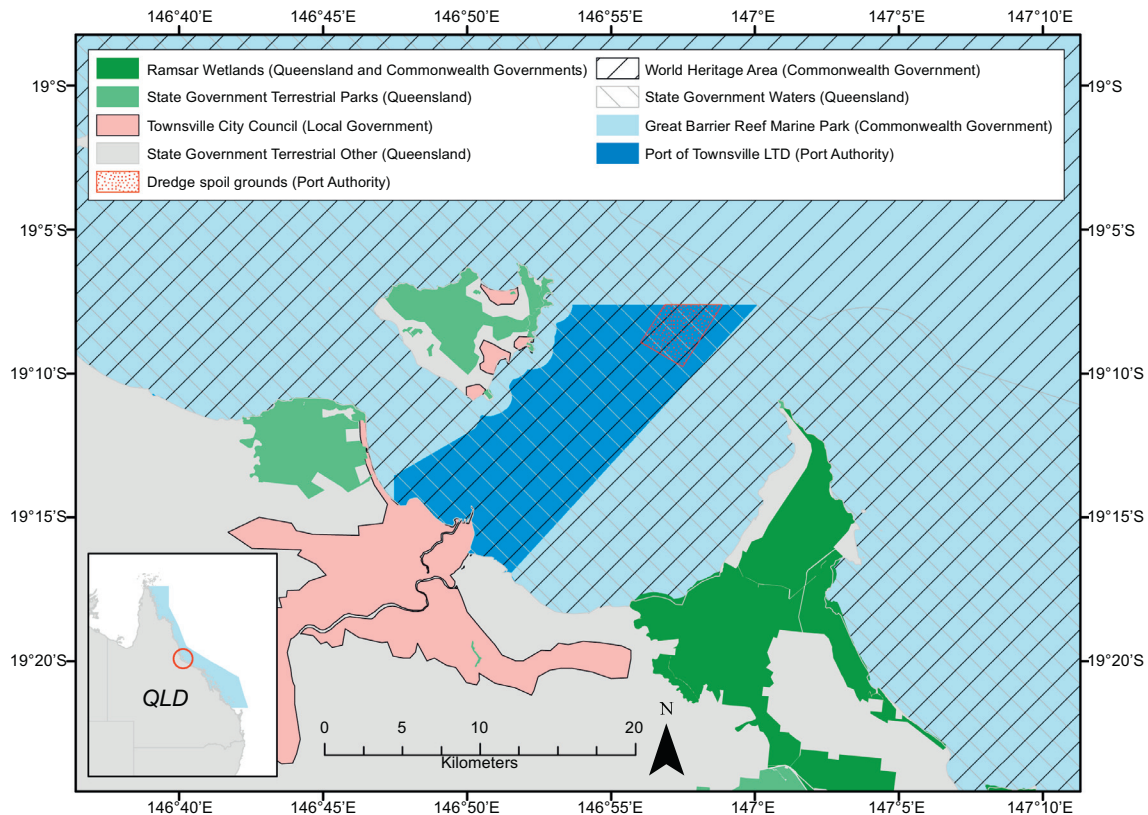 146˚40'E 146˚45'E 146˚50'E 146˚55'E 147˚E 147˚5'E 147˚10'E
Ramsar Wetlands (Queensland and Commonwealth Governments)
State Government Terrestrial Parks (Queensland)
Townsville City Council (Local Government)
State Government Terrestrial Other (Queensland)
Dredge spoil grounds (Port Authority)
World Heritage Area (Commonwealth Government)
State Government Waters (Queensland)
Great Barrier Reef Marine Park (Commonwealth Government)
Port of Townsville LTD (Port Authority)
19˚S 19˚S
19˚5'S 19˚5'S
19˚10'S 19˚10'S
19˚15'S 19˚15'S
19˚20'S 19˚20'S
QLD
0 5 10 20
Kilometers
N
146˚40'E 146˚45'E 146˚50'E 146˚55'E 147˚E 147˚5'E 147˚10'E